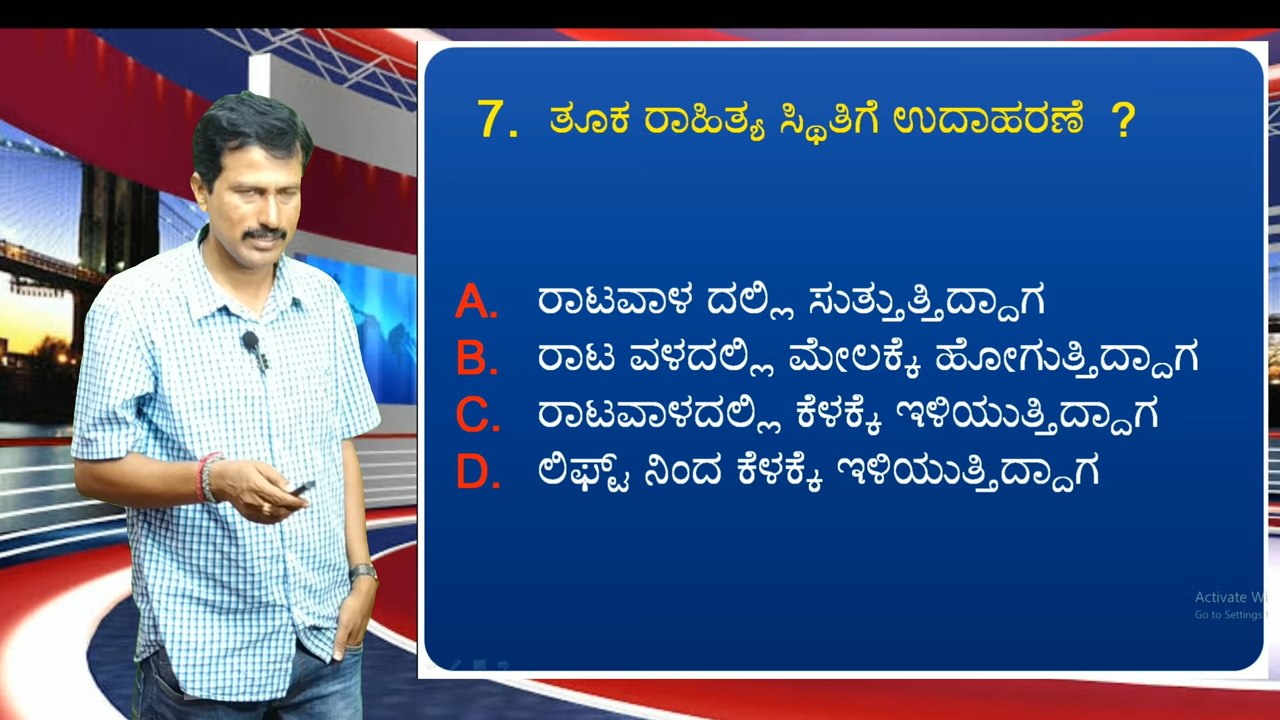 7. ತೂಕ ರಾಹಿತ್ಯ ಸ್ಥಿತಿಗೆ ಉದಾಹರಣೆ ?
A. ರಾಟವಾಳ ದಲ್ಲಿ ಸುತ್ತುತ್ತಿದ್ದಾಗ
B. ರಾಟ ವಳದಲ್ಲಿ ಮೇಲಕ್ಕೆ ಹೋಗುತ್ತಿದ್ದಾಗ
C. ರಾಟವಾಳದಲ್ಲಿ ಕೆಳಕ್ಕೆ ಇಳಿಯುತ್ತಿದ್ದಾಗ
D. ಲಿಫ್ಟ್ ನಿಂದ ಕೆಳಕ್ಕೆ ಇಳಿಯುತ್ತಿದ್ದಾಗ
Activate Wi
Go to Settings